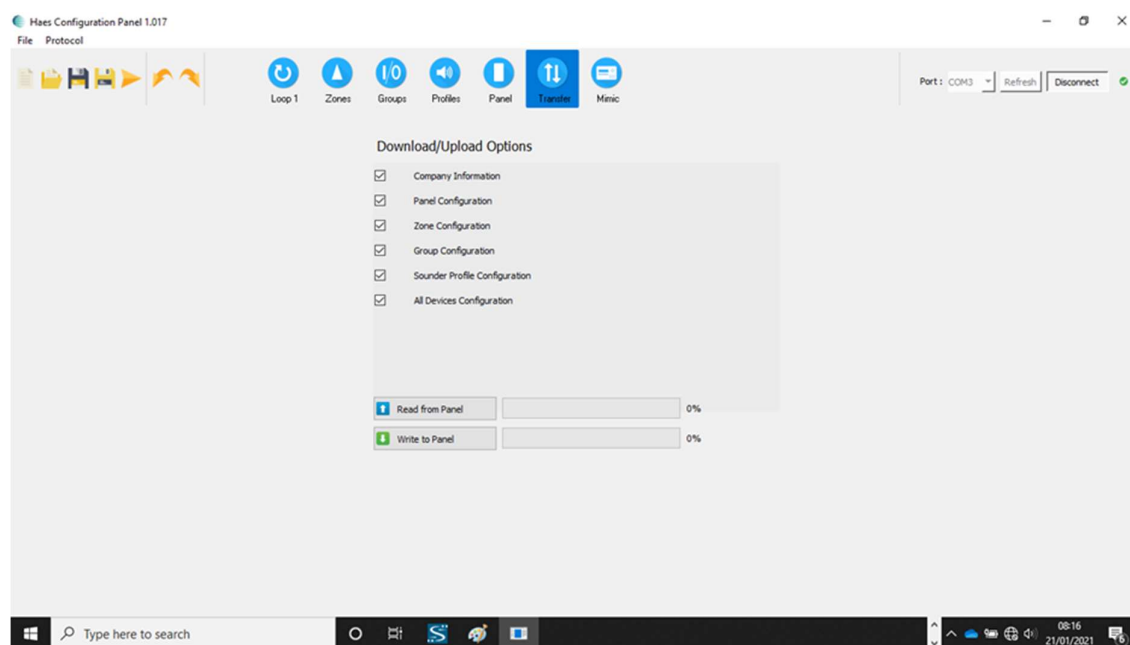 Haes Configuration Panel 1.017
File Protocol
Port : COM3 Refresh Disconnect
Loop 1 Zones I/O Groups Profiles Panel Transfer Mimic
Download/Upload Options
Company Information
Panel Configuration
Zone Configuration
Group Configuration
Sounder Profile Configuration
All Devices Configuration
Read from Panel 0%
Write to Panel 0%
Type here to search
08:16
21/01/2021
6